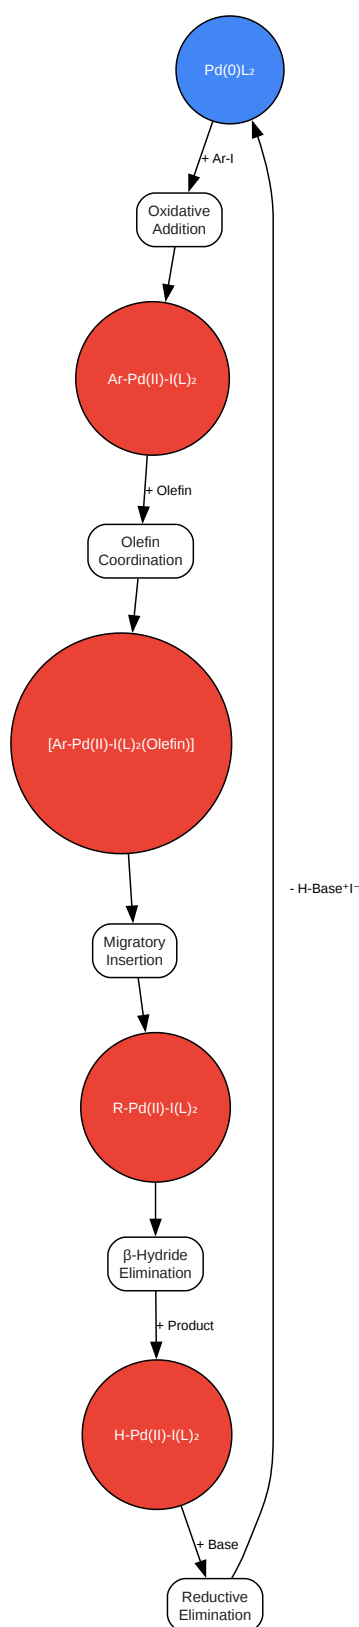 Pd(0)L₂
+ Ar-I
Oxidative
Addition
Ar-Pd(II)-I(L)₂
+ Olefin
Olefin
Coordination
[Ar-Pd(II)-I(L)₂(Olefin)]
- H-Base⁺I⁻
Migratory
Insertion
R-Pd(II)-I(L)₂
β-Hydride
Elimination
+ Product
H-Pd(II)-I(L)₂
+ Base
Reductive
Elimination